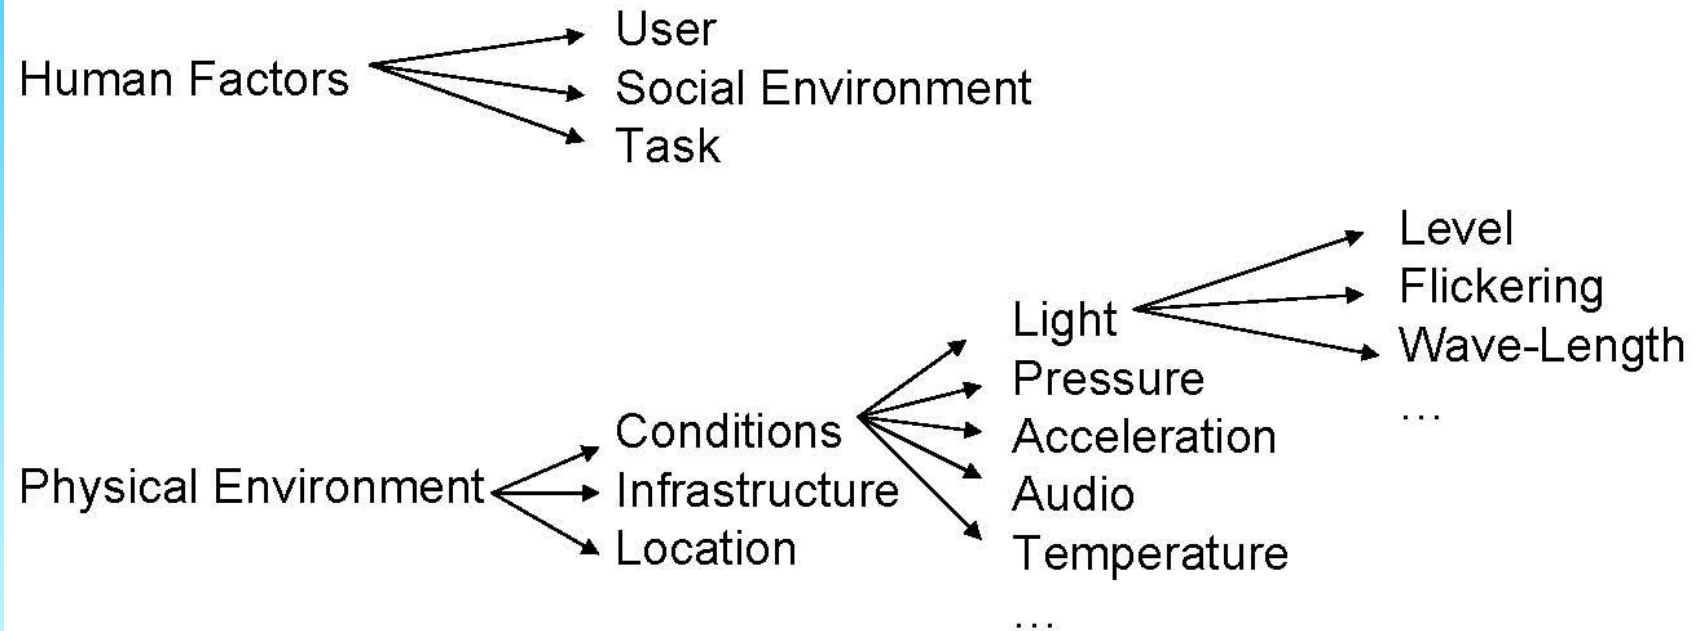 Human Factors
User
Social Environment
Task
Physical Environment
Conditions
Infrastructure
Location
Light
Pressure
Acceleration
Audio
Temperature
…
Level
Flickering
Wave-Length
…